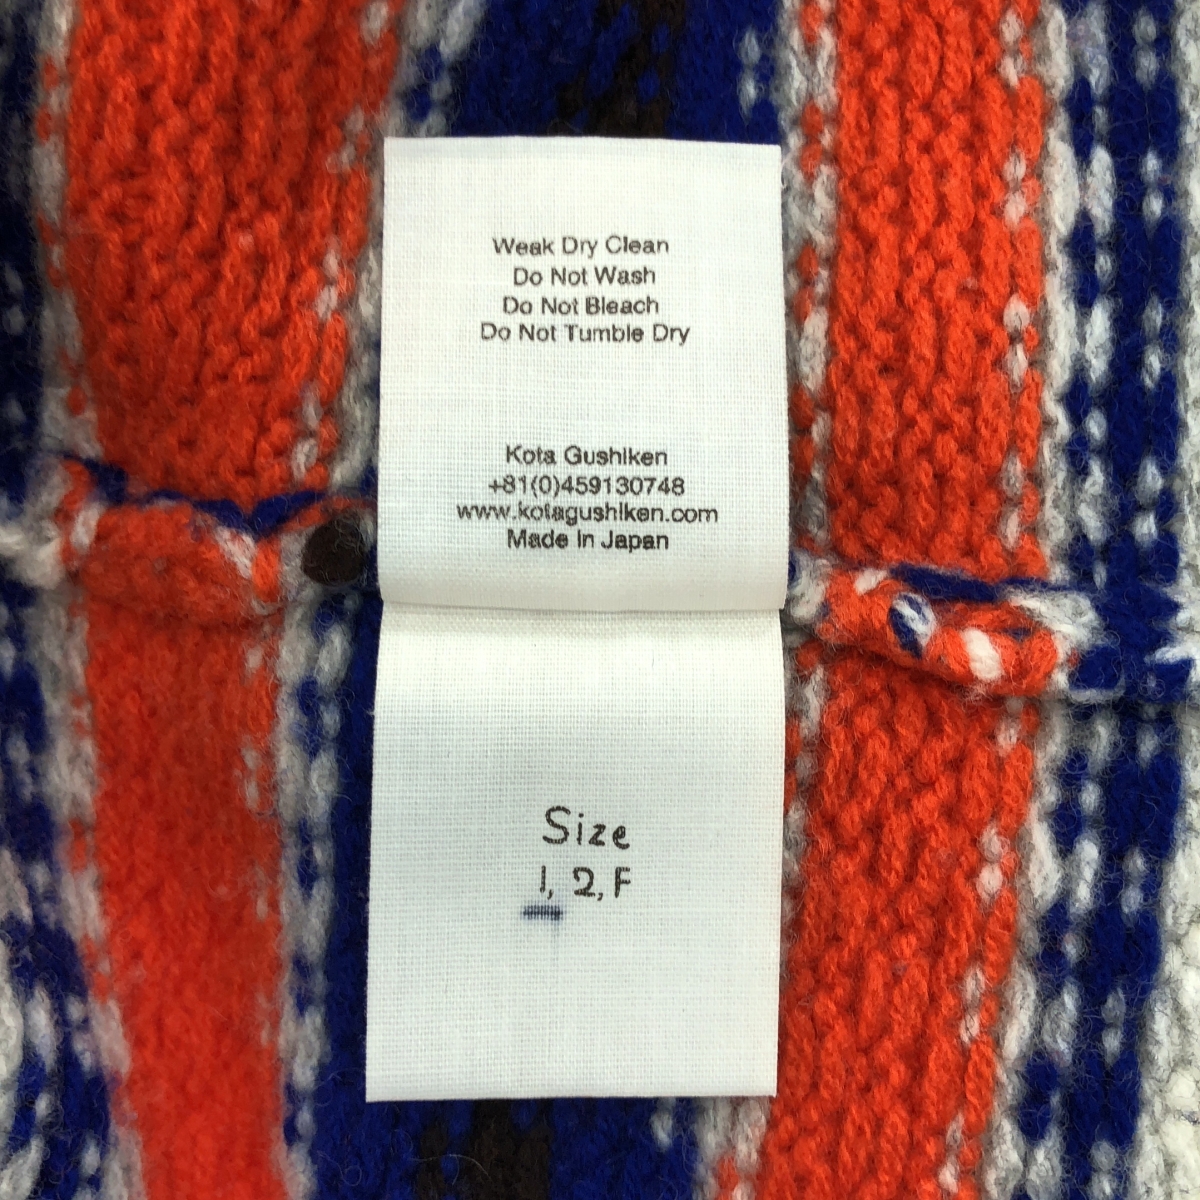 Weak Dry Clean
Do Not Wash
Do Not Bleach
Do Not Tumble Dry
Kota Gushiken
+81(0)459130748
www.kotagushiken.com
Made in Japan
Size
1, 2, F